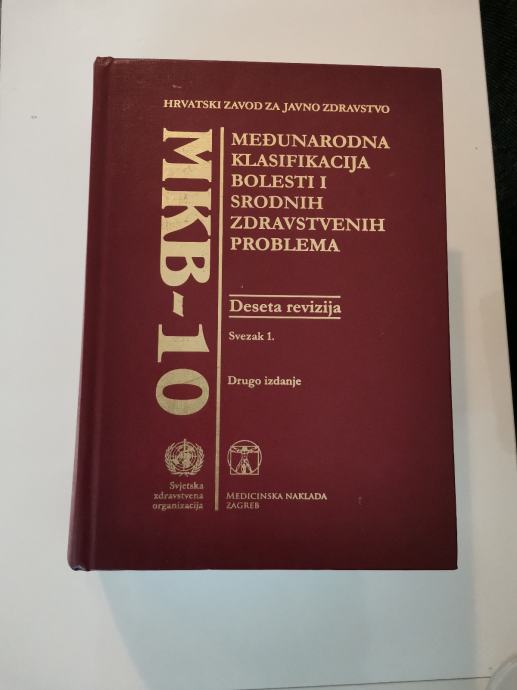 HRVATSKI ZAVOD ZA JAVNO ZDRAVSTVO
MKB-10
MEĐUNARODNA
KLASIFIKACIJA
BOLESTI I
SRODNIH
ZDRAVSTVENIH
PROBLEMA
Deseta revizija
Svezak 1.
Drugo izdanje
Svjetska
zdravstvena
organizacija
MEDICINSKA NAKLADA
ZAGREB